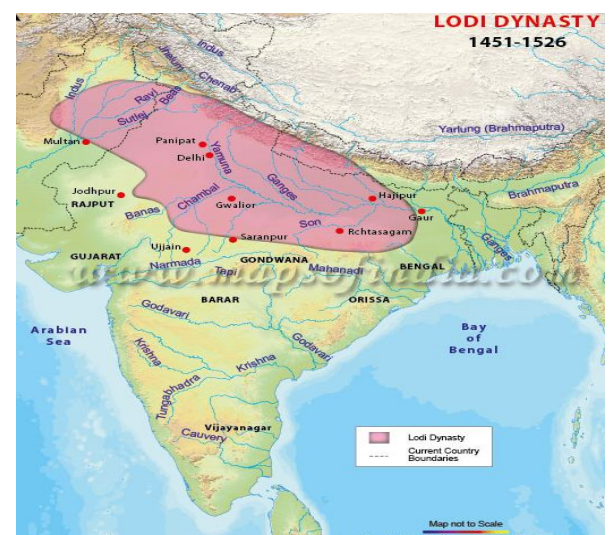 LODI DYNASTY
1451-1526
Indus
Jhelum
Chenab
Indus
Ravi
Beas
Sutlej
Multan
Panipat
Delhi
Yamuna
Yarlung (Brahmaputra)
Ganges
Jodhpur
RAJPUT
Chambal
Banas
Gwalior
Hajipur
Brahmaputra
Gaur
Son
Rchtasagam
Saranpur
Ujjain
GUJARAT
GONDWANA
BENGAL
Ganges
Narmada
Tapi
Mahanadi
www.mapsofindia.com
BARAR
ORISSA
Godavari
Arabian
Sea
Bay
of
Bengal
Krishna
Godavari
Krishna
Tungabhadra
Vijayanagar
Cauvery
Lodi Dynasty
Current Country
Boundaries
Map not to Scale